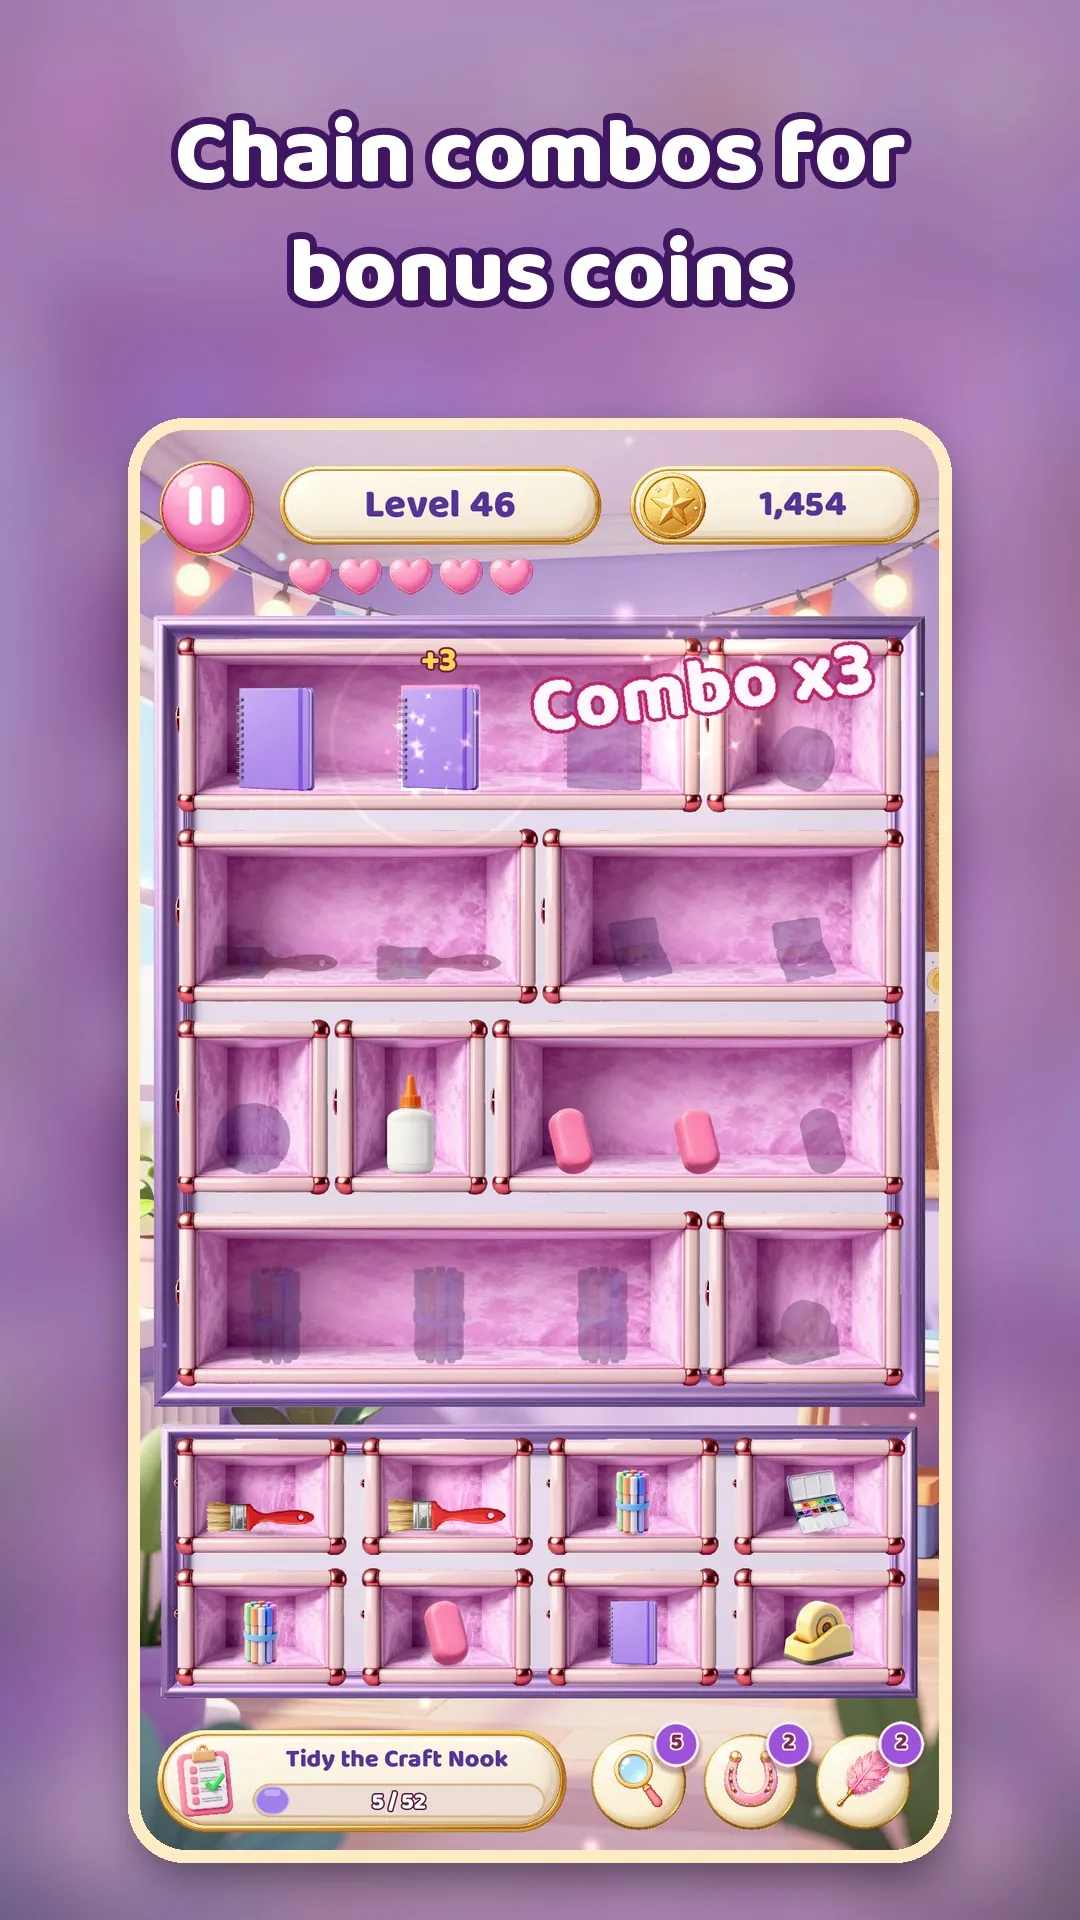 Chain combos for
bonus coins
Level 46
1,454
+3
Combo x3
Tidy the Craft Nook
5/52
5
2
2